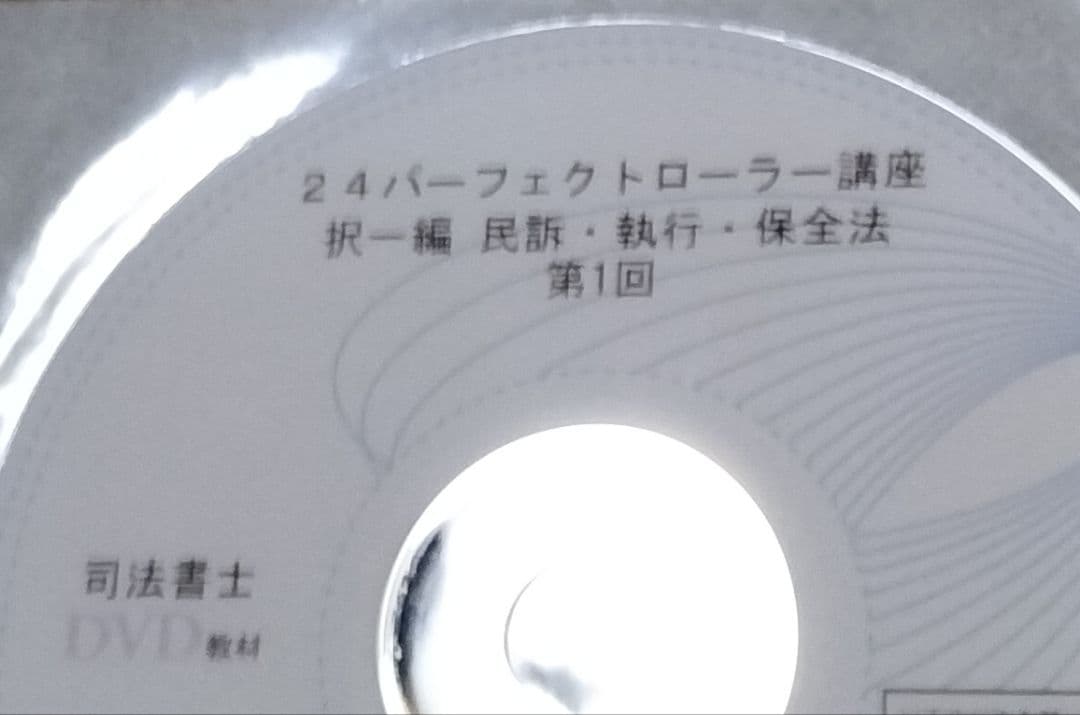 ２４パーフェクトローラー講座
択一編 民訴・執行・保全法
第1回
司法書士
DVD教材